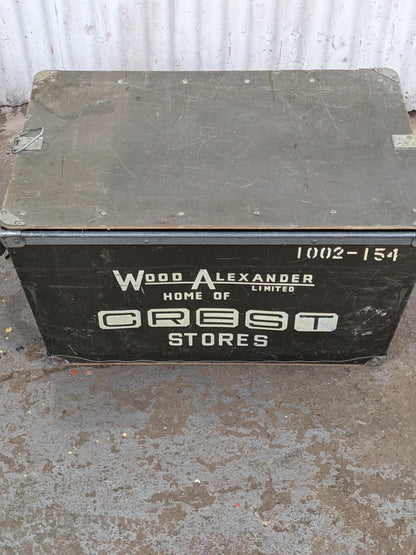 1002-154
WOOD ALEXANDER
LIMITED
HOME OF
CREST
STORES